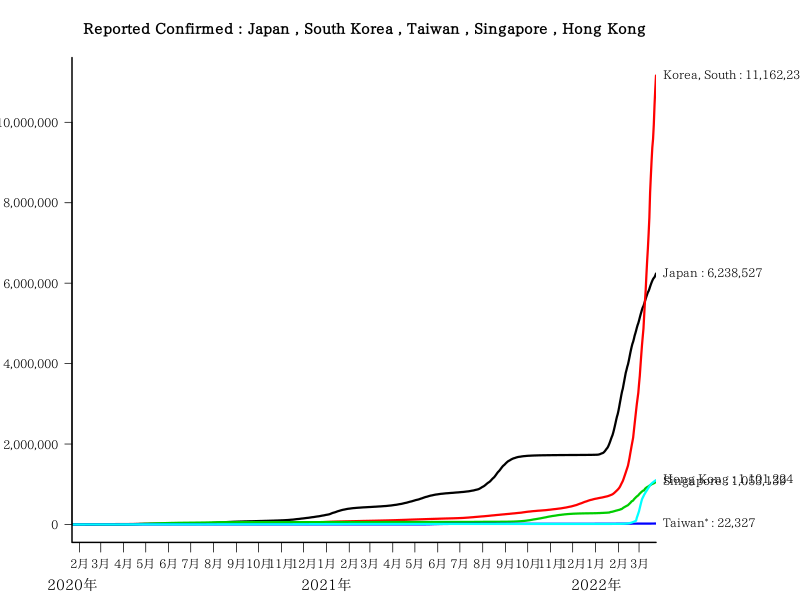 Reported Confirmed : Japan , South Korea , Taiwan , Singapore , Hong Kong
Korea, South : 11,162,23
10,000,000
8,000,000
6,000,000
Japan : 6,238,527
4,000,000
2,000,000
Hong Kong :
Singapore :
0
Taiwan* : 22,327
2月 3月 4月 5月 6月 7月 8月 9月 10月 11月 12月 1月 2月 3月 4月 5月 6月 7月 8月 9月 10月 11月 12月 1月 2月 3月
2020年 2021年 2022年